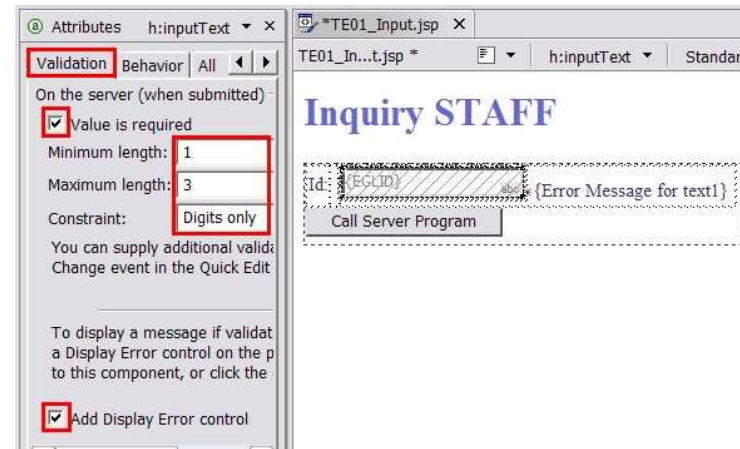 Attributes h:inputText
Validation Behavior All
On the server (when submitted)
Value is required
Minimum length: 1
Maximum length: 3
Constraint: Digits only
You can supply additional valida
Change event in the Quick Edit
To display a message if validat
a Display Error control on the p
to this component, or click the
Add Display Error control
*TE01_Input.jsp
TE01_In...t.jsp * h:inputText Standar
Inquiry STAFF
Id: {EGLID} abc {Error Message for text1}
Call Server Program